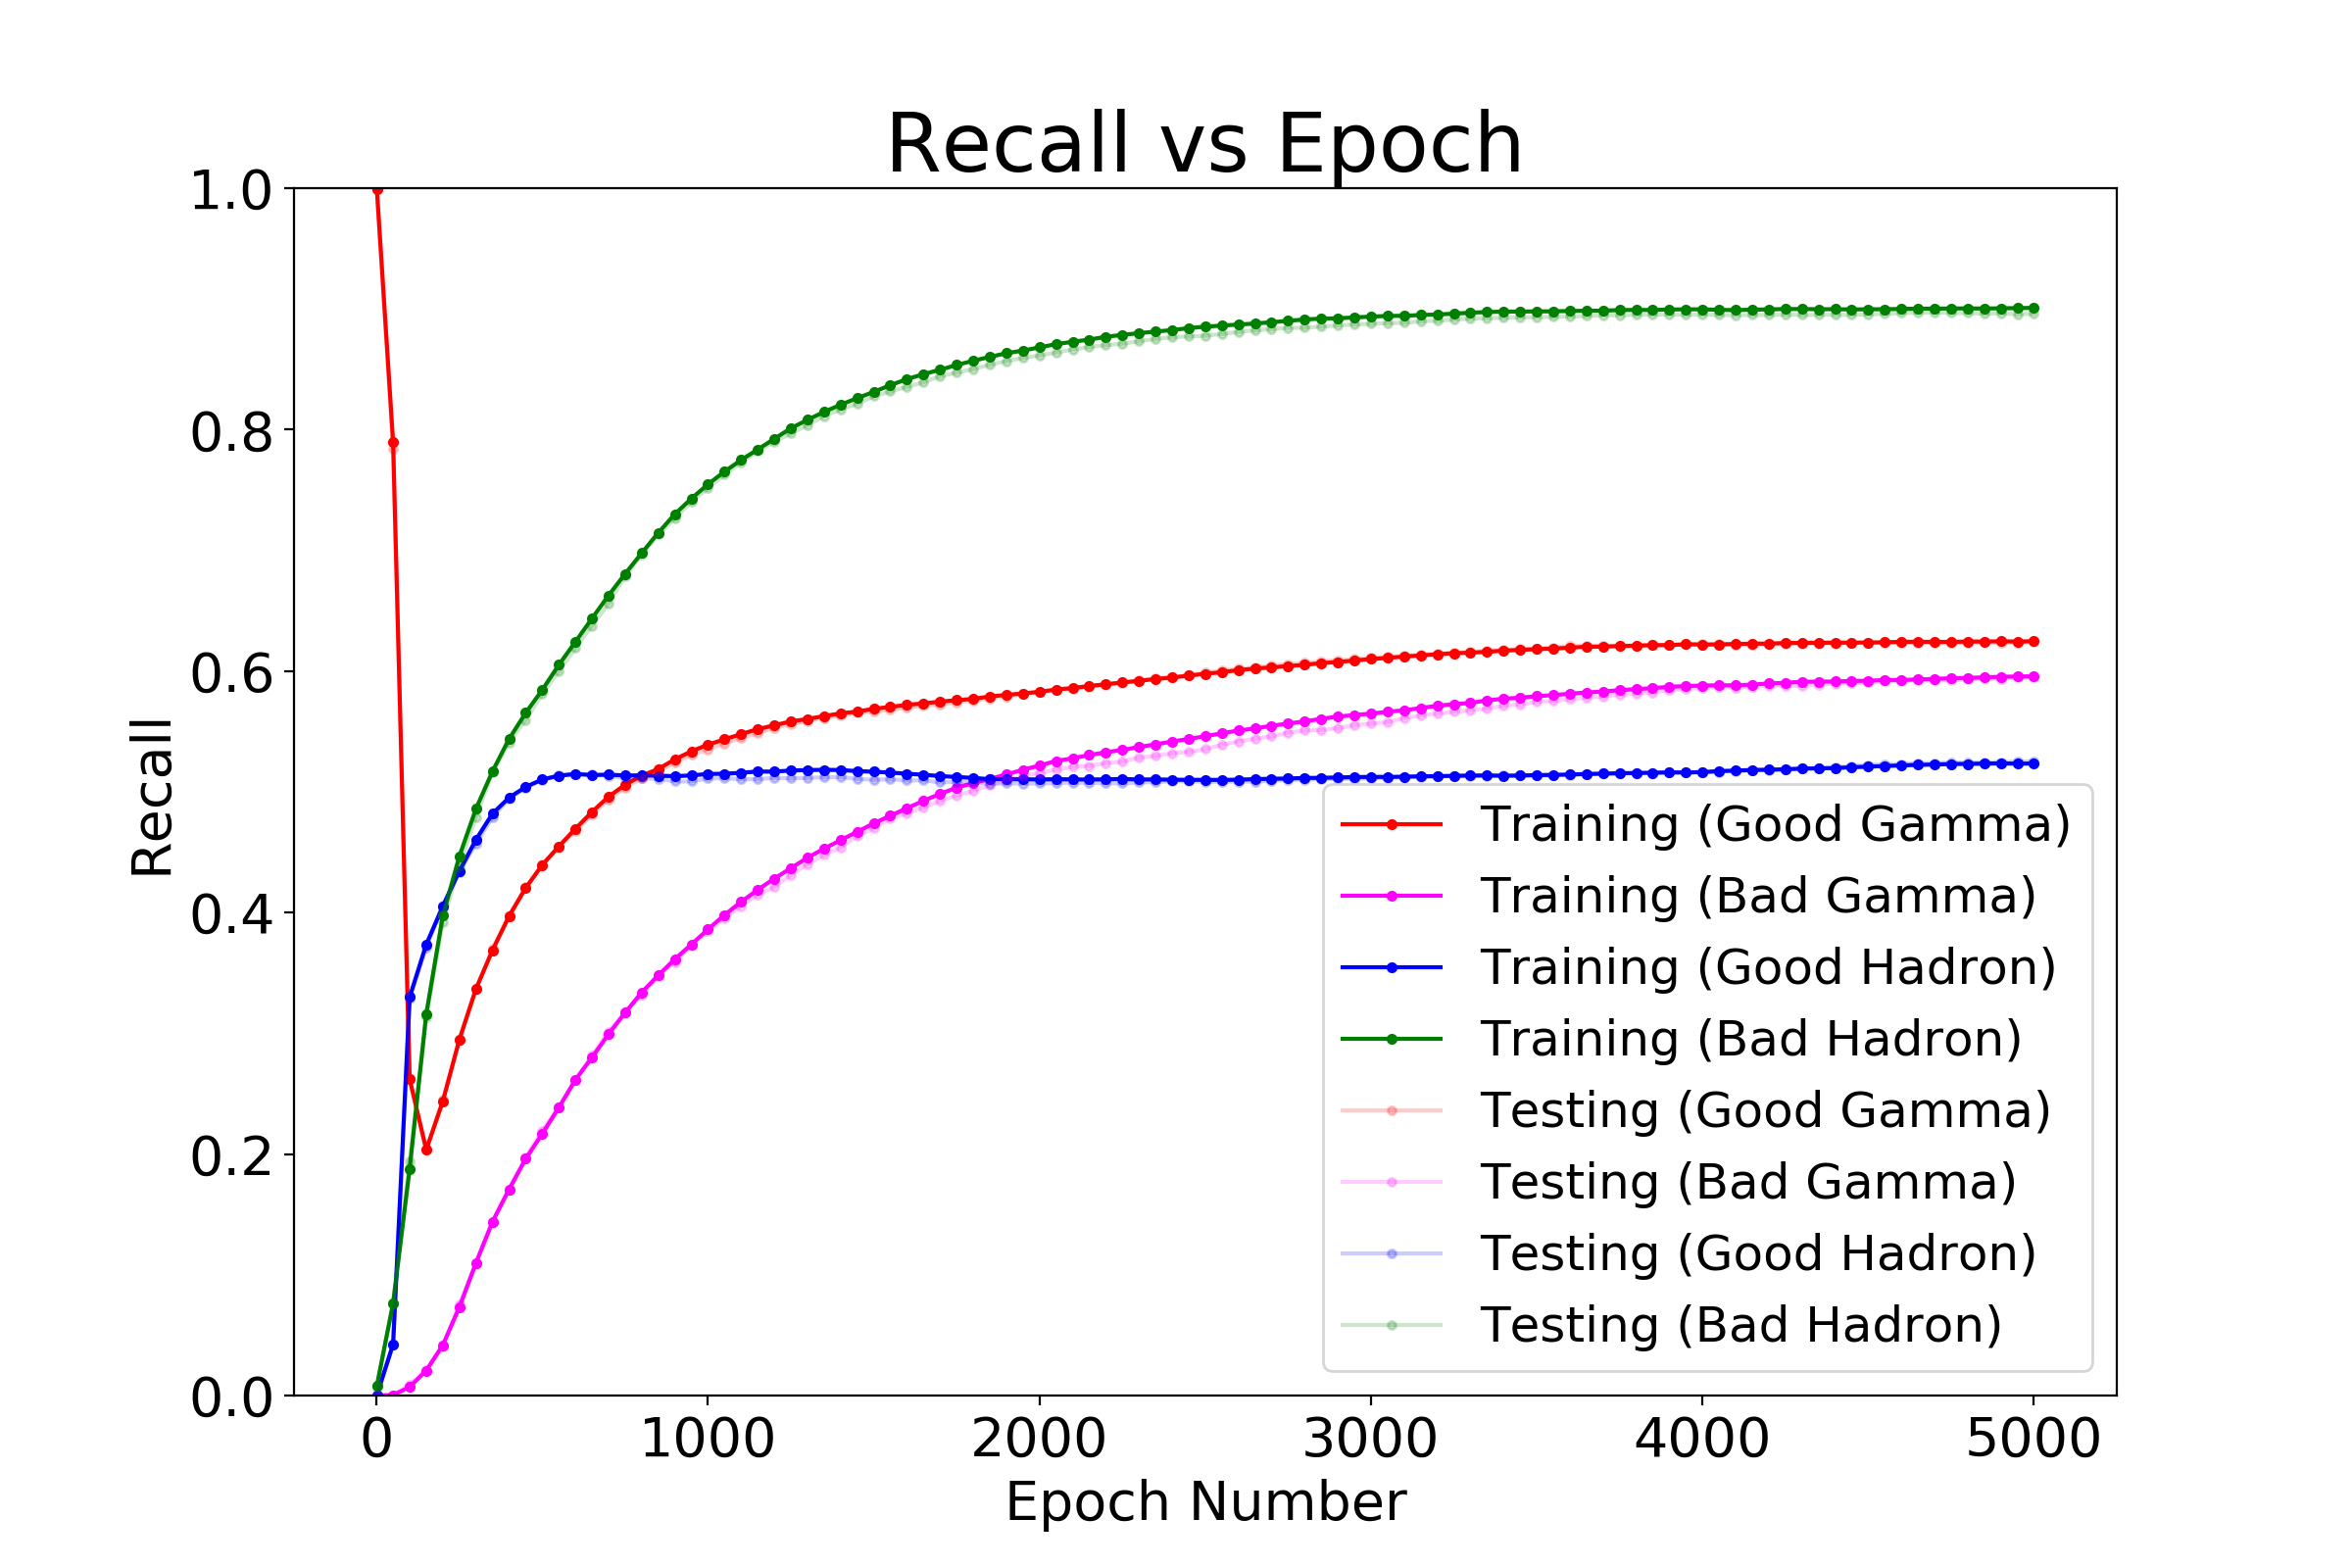 Recall vs Epoch
1.0
0.8
0.6
0.4
0.2
0.0
Recall
0 1000 2000 3000 4000 5000
Epoch Number
Training (Good Gamma)
Training (Bad Gamma)
Training (Good Hadron)
Training (Bad Hadron)
Testing (Good Gamma)
Testing (Bad Gamma)
Testing (Good Hadron)
Testing (Bad Hadron)